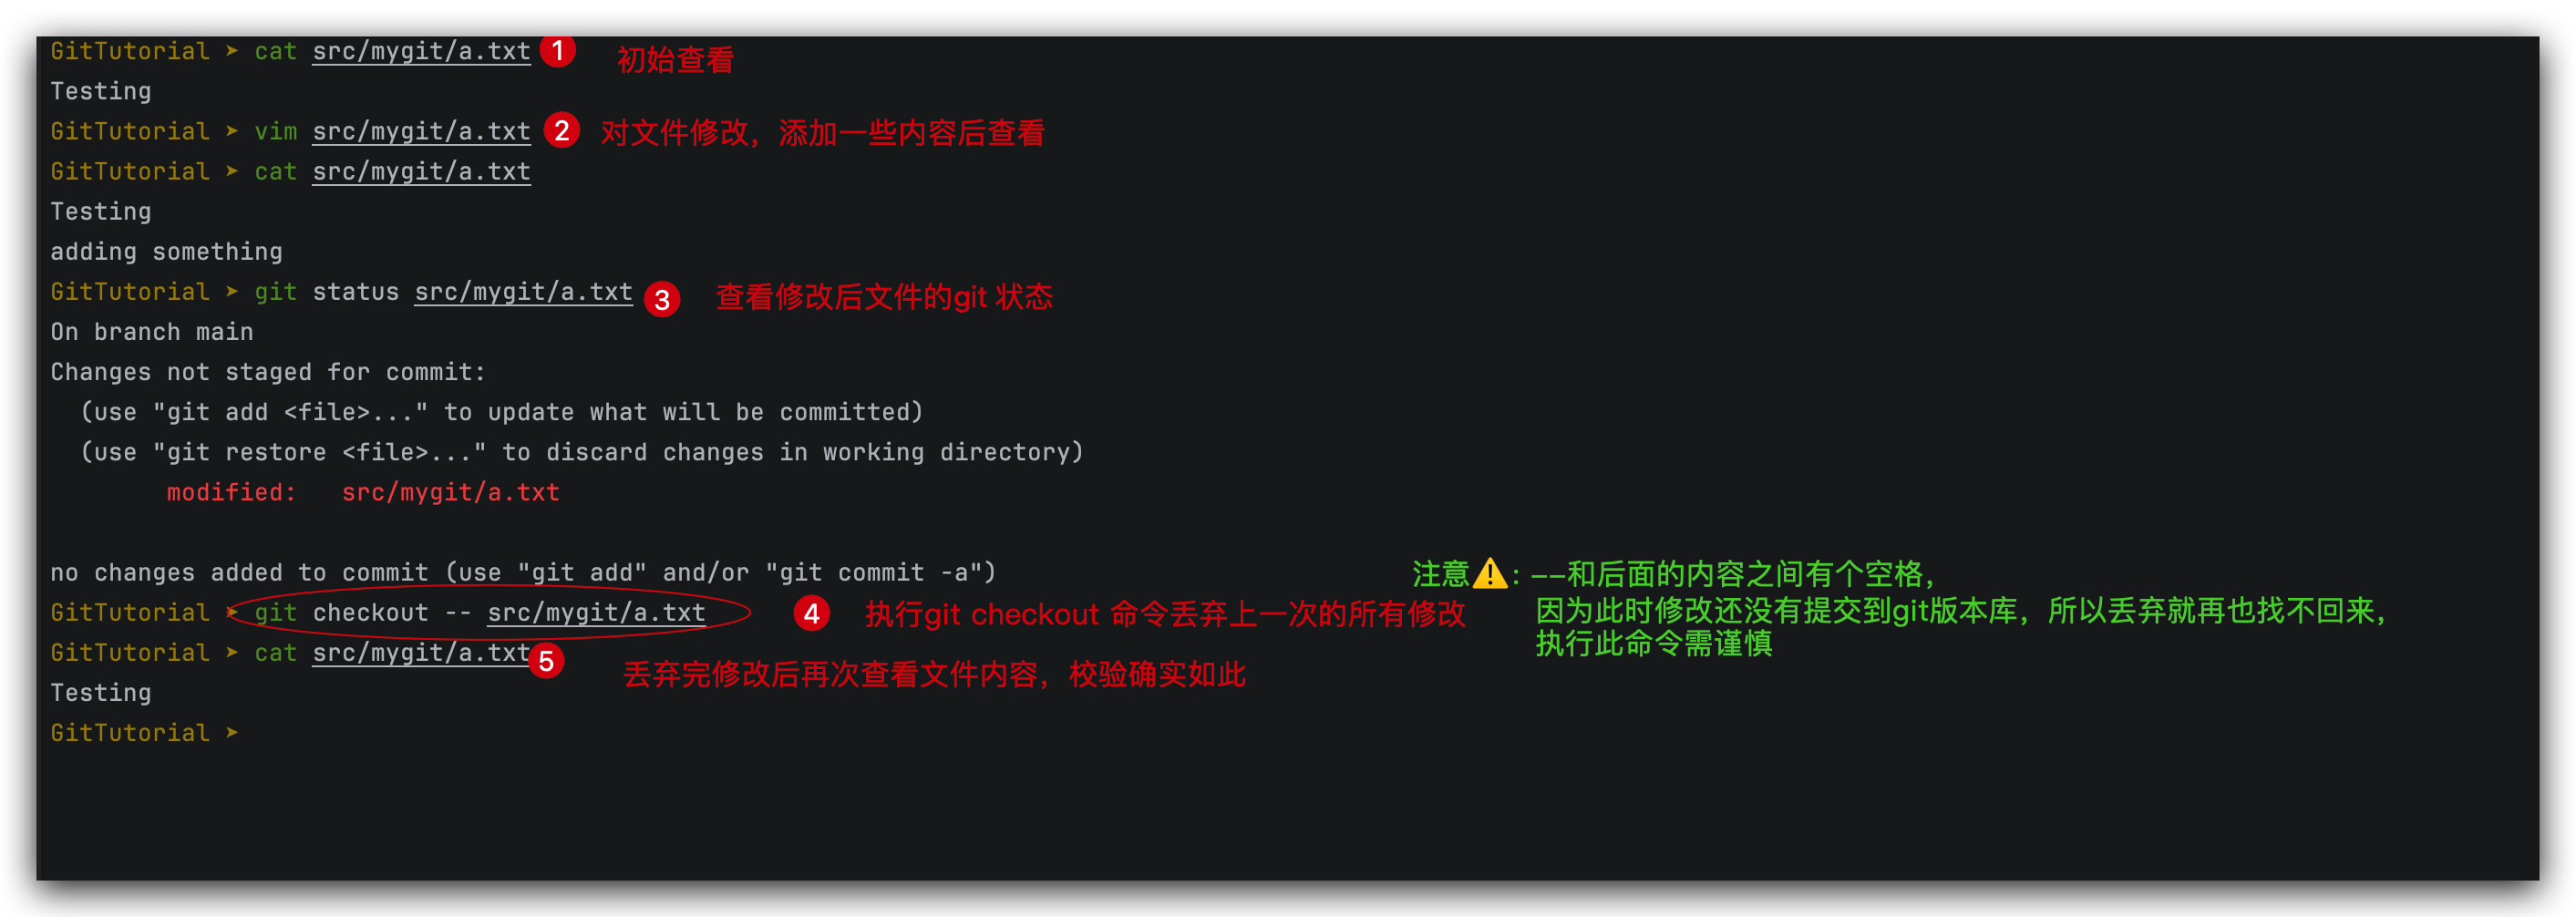 GitTutorial ➤ cat src/mygit/a.txt 1 初始查看
Testing
GitTutorial ➤ vim src/mygit/a.txt 2 对文件修改，添加一些内容后查看
GitTutorial ➤ cat src/mygit/a.txt
Testing
adding something
GitTutorial ➤ git status src/mygit/a.txt 3 查看修改后文件的git 状态
On branch main
Changes not staged for commit:
  (use "git add <file>..." to update what will be committed)
  (use "git restore <file>..." to discard changes in working directory)
        modified:   src/mygit/a.txt
no changes added to commit (use "git add" and/or "git commit -a")
GitTutorial ➤ git checkout -- src/mygit/a.txt 4 执行git checkout 命令丢弃上一次的所有修改
注意⚠️：--和后面的内容之间有个空格，
因为此时修改还没有提交到git版本库，所以丢弃就再也找不回来，
执行此命令需谨慎
GitTutorial ➤ cat src/mygit/a.txt 5 丢弃完修改后再次查看文件内容，校验确实如此
Testing
GitTutorial ➤